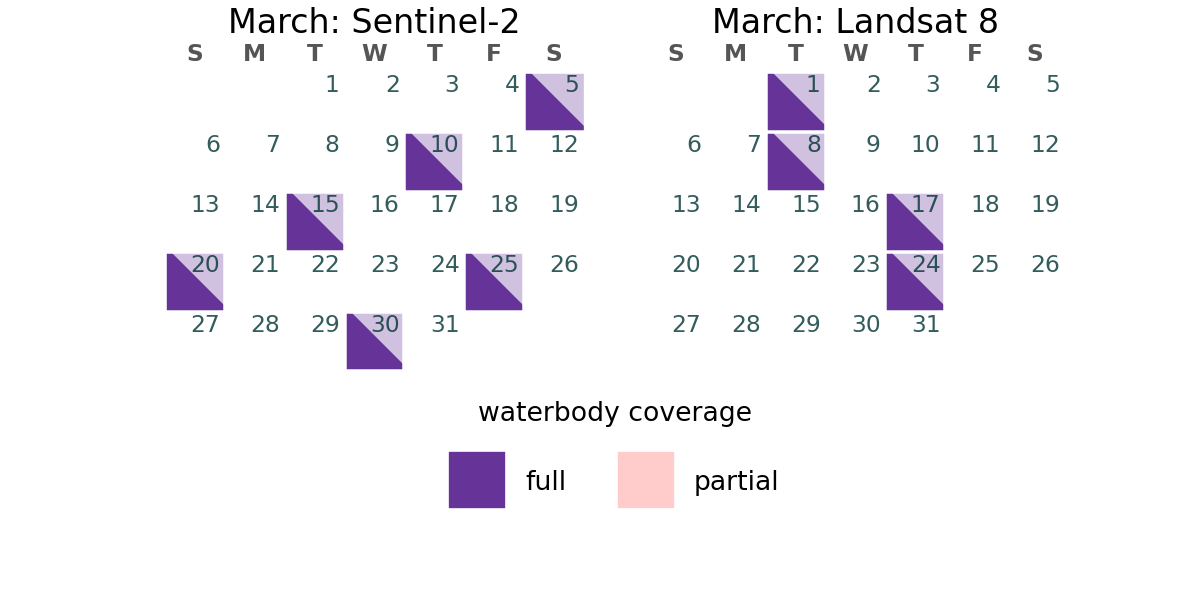 March: Sentinel-2
S M T W T F S
1 2 3 4 5
6 7 8 9 10 11 12
13 14 15 16 17 18 19
20 21 22 23 24 25 26
27 28 29 30 31
March: Landsat 8
S M T W T F S
1 2 3 4 5
6 7 8 9 10 11 12
13 14 15 16 17 18 19
20 21 22 23 24 25 26
27 28 29 30 31
waterbody coverage
full
partial